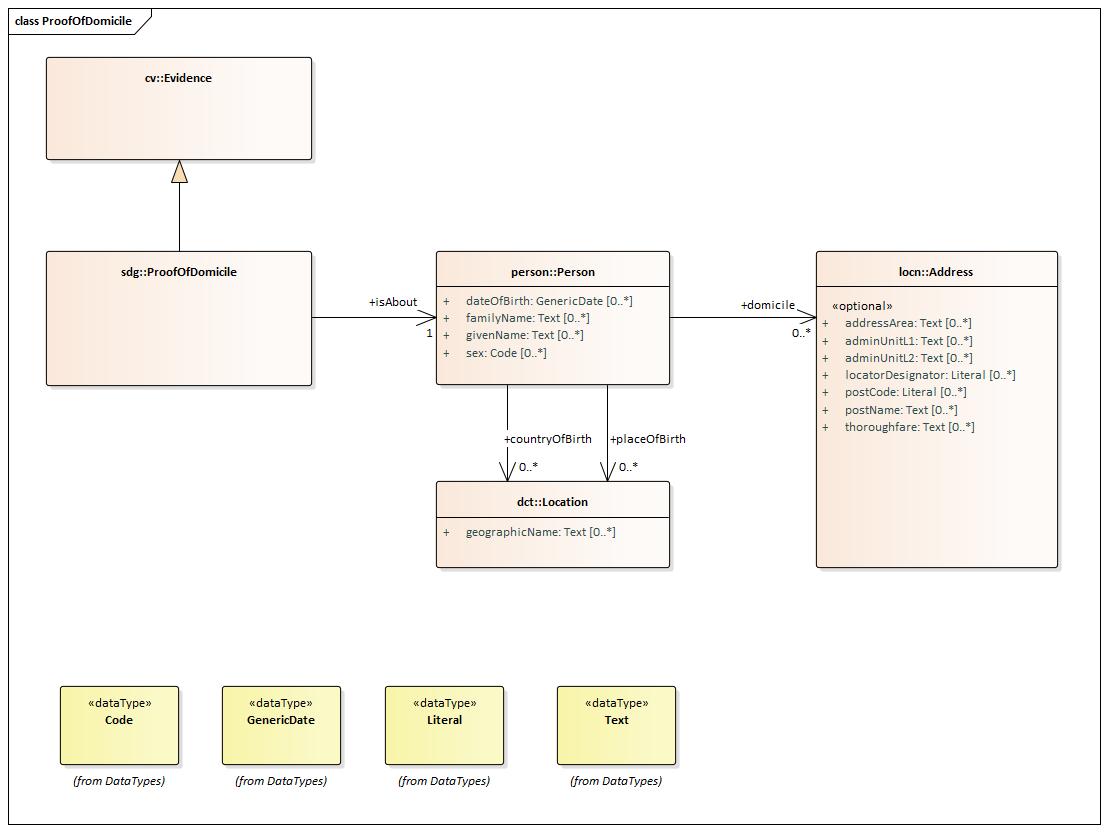 class ProofOfDomicile
cv::Evidence
sdg::ProofOfDomicile
+isAbout
1
person::Person
+ dateOfBirth: GenericDate [0..*]
+ familyName: Text [0..*]
+ givenName: Text [0..*]
+ sex: Code [0..*]
+domicile
0..*
locn::Address
«optional»
+ addressArea: Text [0..*]
+ adminUnitL1: Text [0..*]
+ adminUnitL2: Text [0..*]
+ locatorDesignator: Literal [0..*]
+ postCode: Literal [0..*]
+ postName: Text [0..*]
+ thoroughfare: Text [0..*]
+countryOfBirth
0..*
+placeOfBirth
0..*
dct::Location
+ geographicName: Text [0..*]
«dataType»
Code
(from DataTypes)
«dataType»
GenericDate
(from DataTypes)
«dataType»
Literal
(from DataTypes)
«dataType»
Text
(from DataTypes)